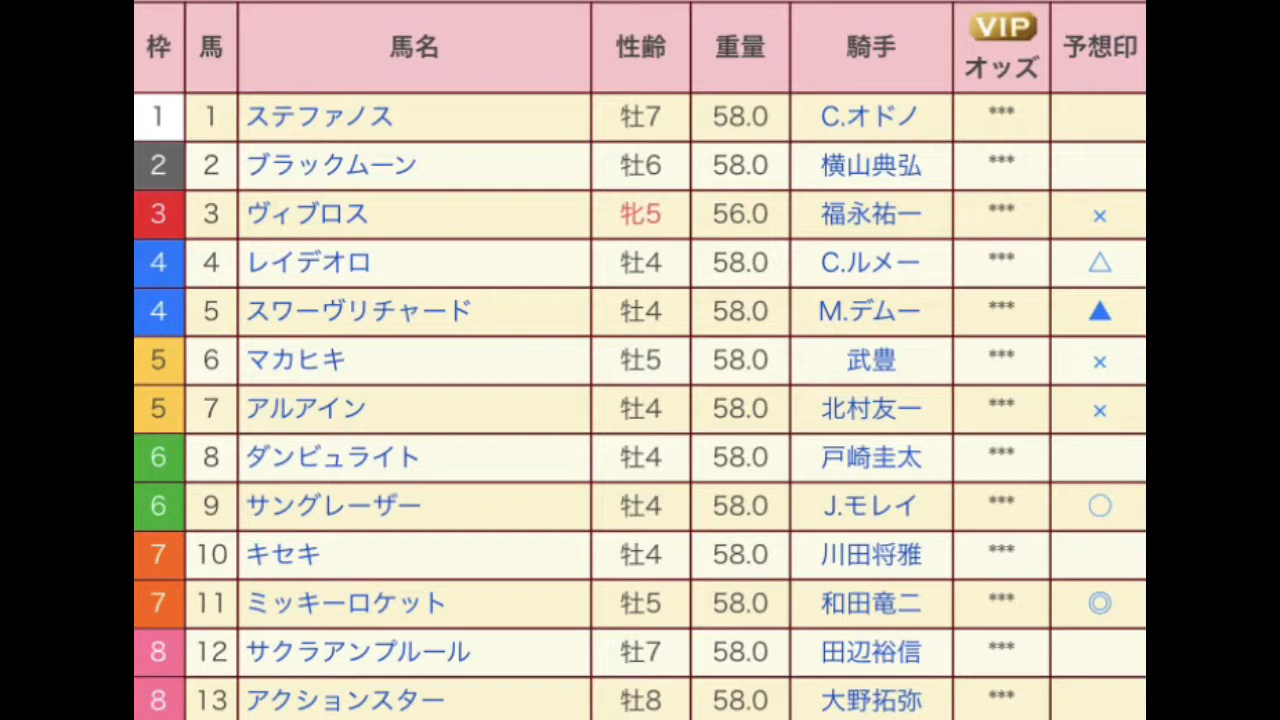 枠 馬 馬名 性齢 重量 騎手 VIP オッズ 予想印
1 1 ステファノス 牡7 58.0 C.オドノ ***
2 2 ブラックムーン 牡6 58.0 横山典弘 ***
3 3 ヴィブロス 牝5 56.0 福永祐一 *** ×
4 4 レイデオロ 牡4 58.0 C.ルメー *** △
4 5 スワーヴリチャード 牡4 58.0 M.デムー *** ▲
5 6 マカヒキ 牡5 58.0 武豊 *** ×
5 7 アルアイン 牡4 58.0 北村友一 *** ×
6 8 ダンビュライト 牡4 58.0 戸崎圭太 ***
6 9 サングレーザー 牡4 58.0 J.モレイ *** ○
7 10 キセキ 牡4 58.0 川田将雅 ***
7 11 ミッキーロケット 牡5 58.0 和田竜二 *** ◎
8 12 サクラアンプルール 牡7 58.0 田辺裕信 ***
8 13 アクションスター 牡8 58.0 大野拓弥 ***